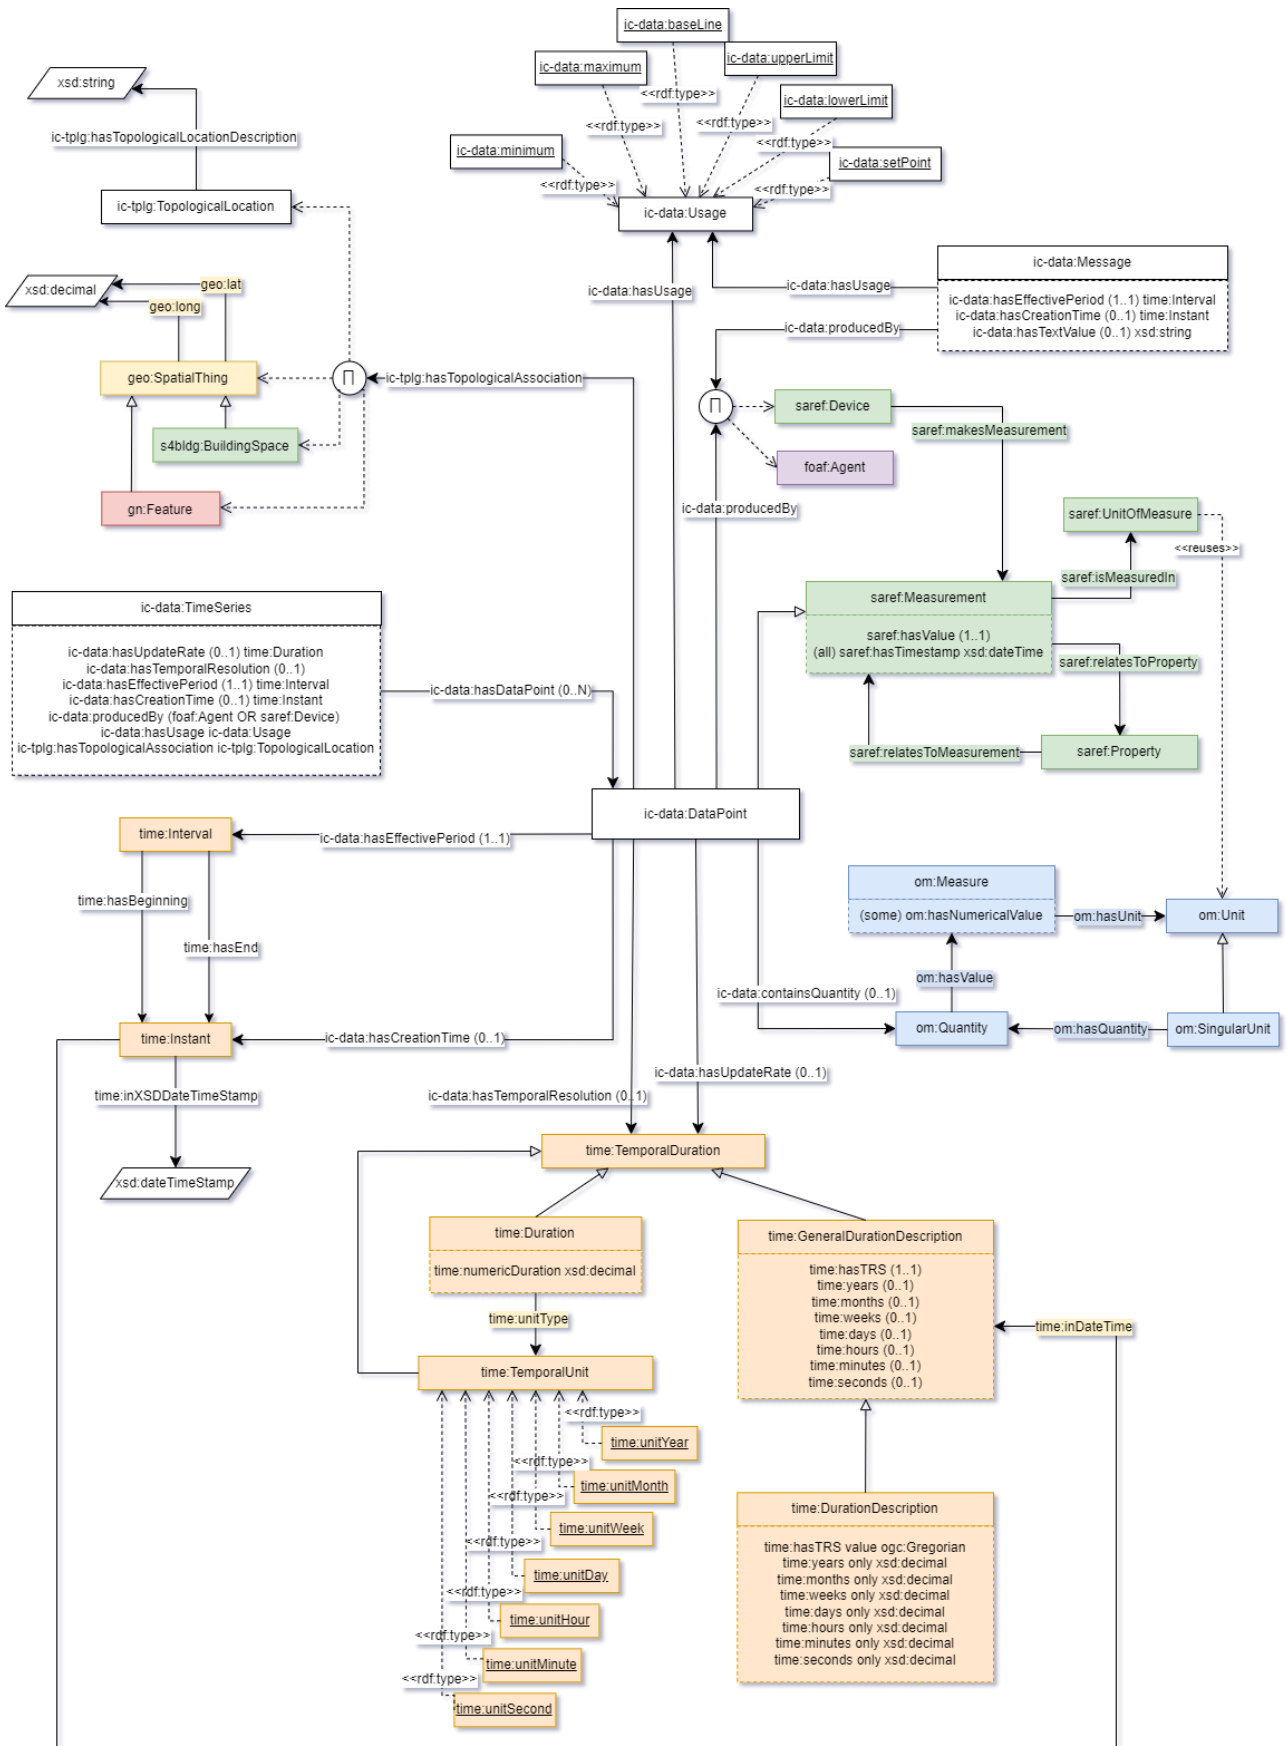 ic-data:baseLine
ic-data:maximum
ic-data:upperLimit
xsd:string
<<rdf:type>>
ic-data:lowerLimit
<<rdf:type>>
<<rdf:type>>
<<rdf:type>>
ic-tplg:hasTopologicalLocationDescription
ic-data:minimum
<<rdf:type>>
ic-data:setPoint
<<rdf:type>>
<<rdf:type>>
ic-tplg:TopologicalLocation
ic-data:Usage
ic-data:Message
ic-data:hasEffectivePeriod (1..1) time:Interval
ic-data:hasCreationTime (0..1) time:Instant
ic-data:hasTextValue (0..1) xsd:string
ic-data:hasUsage
ic-data:hasUsage
ic-data:producedBy
xsd:decimal
geo:lat
geo:long
geo:SpatialThing
∏
ic-tplg:hasTopologicalAssociation
∏
saref:Device
saref:makesMeasurement
s4bldg:BuildingSpace
foaf:Agent
gn:Feature
ic-data:producedBy
saref:UnitOfMeasure
<<reuses>>
saref:isMeasuredIn
saref:Measurement
saref:hasValue (1..1)
(all) saref:hasTimestamp xsd:dateTime
saref:relatesToProperty
saref:relatesToMeasurement
saref:Property
ic-data:TimeSeries
ic-data:hasUpdateRate (0..1) time:Duration
ic-data:hasTemporalResolution (0..1)
ic-data:hasEffectivePeriod (1..1) time:Interval
ic-data:hasCreationTime (0..1) time:Instant
ic-data:producedBy (foaf:Agent OR saref:Device)
ic-data:hasUsage ic-data:Usage
ic-tplg:hasTopologicalAssociation ic-tplg:TopologicalLocation
ic-data:hasDataPoint (0..N)
ic-data:DataPoint
time:Interval
ic-data:hasEffectivePeriod (1..1)
time:hasBeginning
time:hasEnd
om:Measure
(some) om:hasNumericalValue
om:hasUnit
om:Unit
om:hasValue
ic-data:containsQuantity (0..1)
om:Quantity
om:hasQuantity
om:SingularUnit
time:Instant
ic-data:hasCreationTime (0..1)
ic-data:hasUpdateRate (0..1)
time:inXSDDateTimeStamp
ic-data:hasTemporalResolution (0..1)
time:TemporalDuration
xsd:dateTimeStamp
time:Duration
time:numericDuration xsd:decimal
time:unitType
time:GeneralDurationDescription
time:hasTRS (1..1)
time:years (0..1)
time:months (0..1)
time:weeks (0..1)
time:days (0..1)
time:hours (0..1)
time:minutes (0..1)
time:seconds (0..1)
time:inDateTime
time:TemporalUnit
<<rdf:type>>
time:unitYear
<<rdf:type>>
time:unitMonth
<<rdf:type>>
time:unitWeek
<<rdf:type>>
time:unitDay
<<rdf:type>>
time:unitHour
<<rdf:type>>
time:unitMinute
<<rdf:type>>
time:unitSecond
time:DurationDescription
time:hasTRS value ogc:Gregorian
time:years only xsd:decimal
time:months only xsd:decimal
time:weeks only xsd:decimal
time:days only xsd:decimal
time:hours only xsd:decimal
time:minutes only xsd:decimal
time:seconds only xsd:decimal